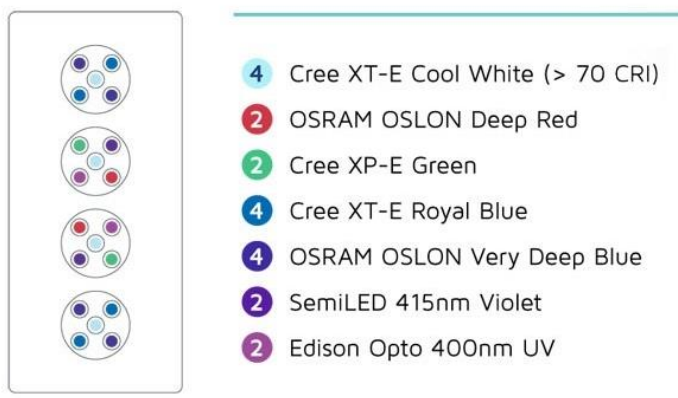 4 Cree XT-E Cool White (> 70 CRI)
2 OSRAM OSLON Deep Red
2 Cree XP-E Green
4 Cree XT-E Royal Blue
4 OSRAM OSLON Very Deep Blue
2 SemiLED 415nm Violet
2 Edison Opto 400nm UV